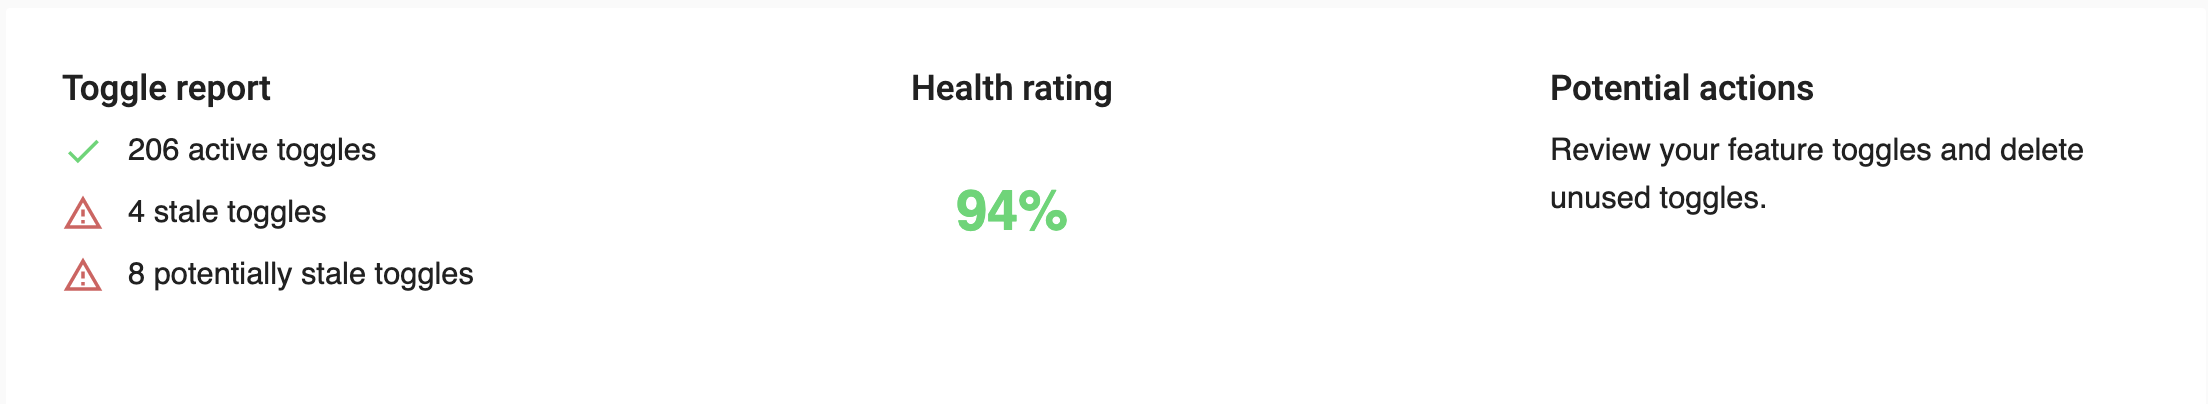 Toggle report
206 active toggles
4 stale toggles
8 potentially stale toggles
Health rating
94%
Potential actions
Review your feature toggles and delete
unused toggles.